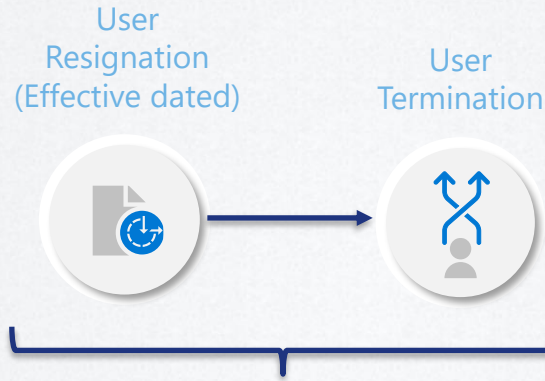 User
Resignation
(Effective dated)
User
Termination